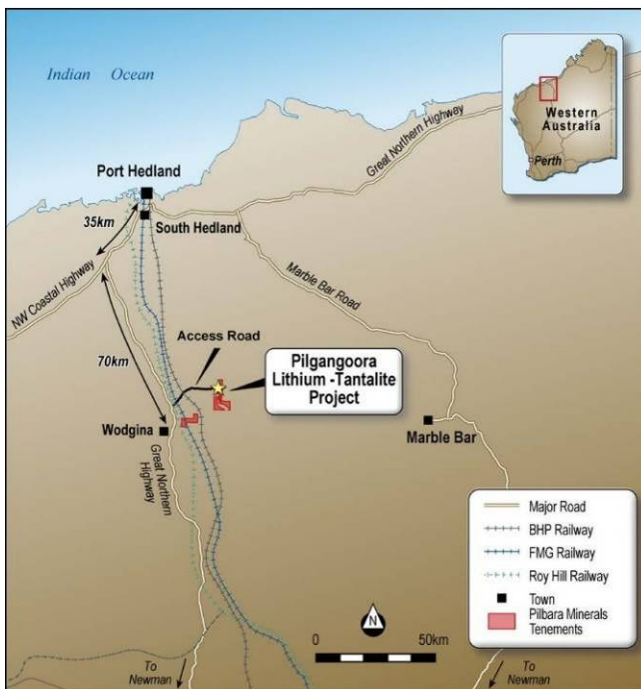 Indian Ocean
Western
Australia
Perth
Great Northern Highway
Port Hedland
35km
South Hedland
NW Coastal Highway
Marble Bar Road
70km
Access Road
Pilgangoora
Lithium -Tantalite
Project
Wodgina
Marble Bar
Great Northern
Highway
Major Road
BHP Railway
FMG Railway
Roy Hill Railway
Town
Pilbara Minerals
Tenements
N
0
50km
To
Newman
To
Newman